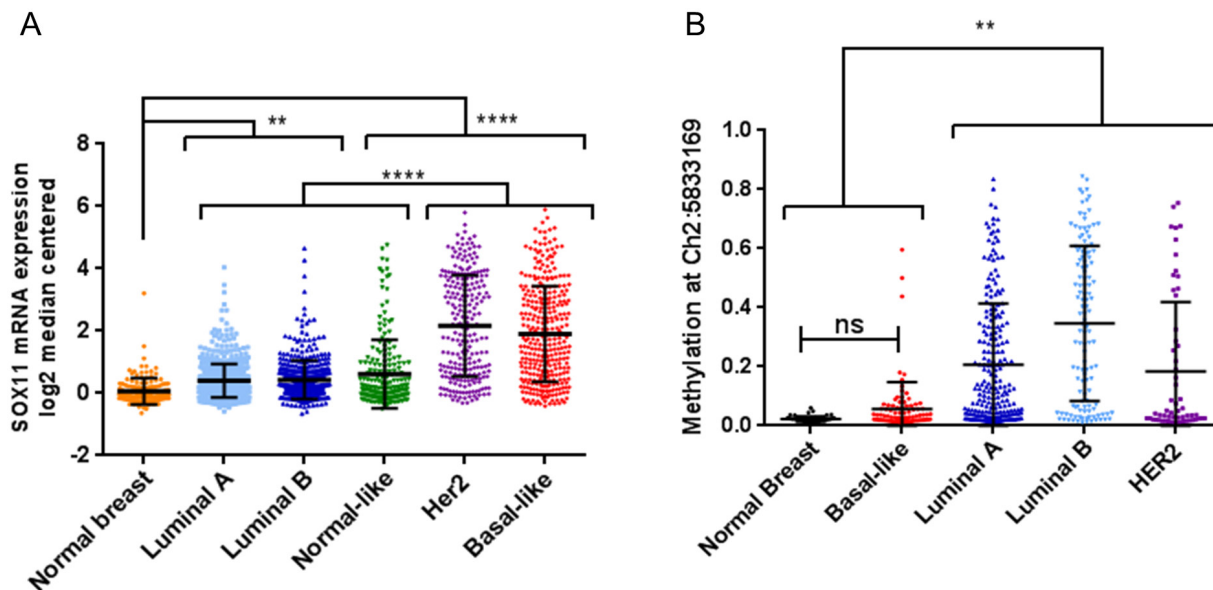 A
**
****
****
SOX11 mRNA expression
log2 median centered
8
6
4
2
0
-2
Normal breast
Luminal A
Luminal B
Normal-like
Her2
Basal-like
B
**
ns
Methylation at Ch2:5833169
1.0
0.8
0.6
0.4
0.2
0.0
Normal Breast
Basal-like
Luminal A
Luminal B
HER2